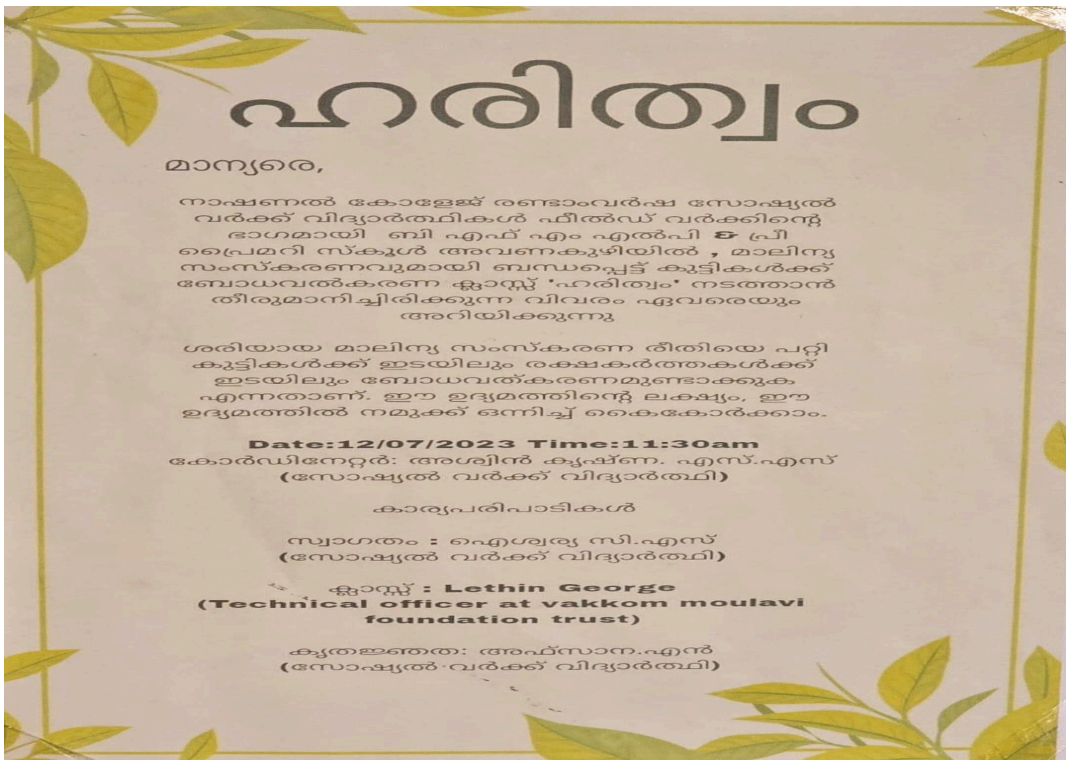 ഹരിത്വം
മാന്യരെ,
നാഷണൽ കോളേജ് രണ്ടാംവർഷ സോഷ്യൽ
വർക്ക് വിദ്യാർത്ഥികൾ ഫീൽഡ് വർക്കിന്റെ
ഭാഗമായി ബി എഫ് എം എൽപി & പ്രീ
പ്രൈമറി സ്കൂൾ അവണകുഴിയിൽ , മാലിന്യ
സംസ്കരണവുമായി ബന്ധപ്പെട്ട് കുട്ടികൾക്ക്
ബോധവൽകരണ ക്ലാസ്സ് 'ഹരിത്വം' നടത്താൻ
തീരുമാനിച്ചിരിക്കുന്ന വിവരം ഏവരെയും
അറിയിക്കുന്നു
ശരിയായ മാലിന്യ സംസ്കരണ രീതിയെ പറ്റി
കുട്ടികൾക്ക് ഇടയിലും രക്ഷകർത്തകൾക്ക്
ഇടയിലും ബോധവത്കരണമുണ്ടാക്കുക
എന്നതാണ്. ഈ ഉദ്യമത്തിന്റെ ലക്ഷ്യം, ഈ
ഉദ്യമത്തിൽ നമുക്ക് ഒന്നിച്ച് കൈകോർക്കാം.
Date:12/07/2023 Time:11:30am
കോർഡിനേറ്റർ: അശ്വിൻ കൃഷ്ണ. എസ്.എസ്
(സോഷ്യൽ വർക്ക് വിദ്യാർത്ഥി)
കാര്യപരിപാടികൾ
സ്വാഗതം : ഐശ്വര്യ സി.എസ്
(സോഷ്യൽ വർക്ക് വിദ്യാർത്ഥി)
ക്ലാസ്സ് : Lethin George
(Technical officer at vakkom moulavi
foundation trust)
കൃതജ്ഞത: അഫ്സാന.എൻ
(സോഷ്യൽ വർക്ക് വിദ്യാർത്ഥി)